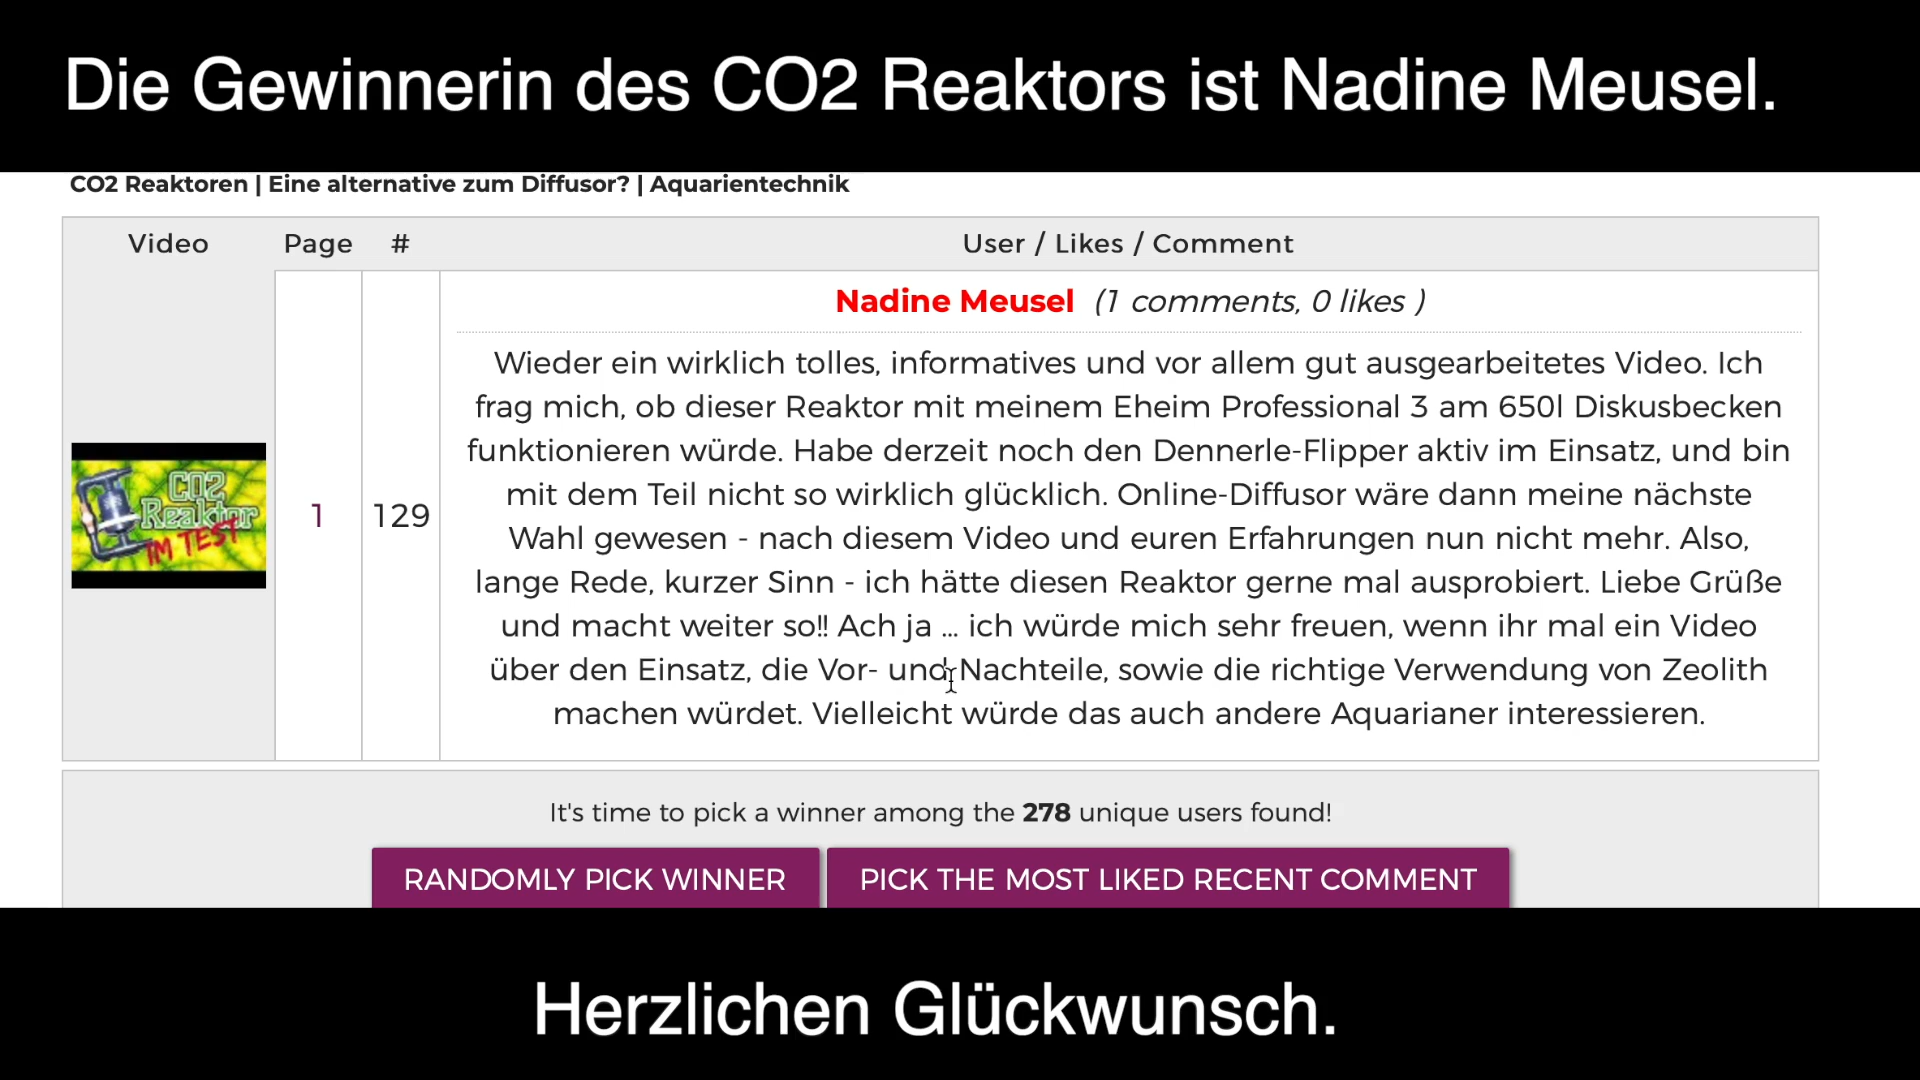 Die Gewinnerin des CO2 Reaktors ist Nadine Meusel.
CO2 Reaktoren | Eine alternative zum Diffusor? | Aquarientechnik
Video Page # User / Likes / Comment
Nadine Meusel (1 comments, 0 likes )
Wieder ein wirklich tolles, informatives und vor allem gut ausgearbeitetes Video. Ich
frag mich, ob dieser Reaktor mit meinem Eheim Professional 3 am 650l Diskusbecken
funktionieren würde. Habe derzeit noch den Dennerle-Flipper aktiv im Einsatz, und bin
mit dem Teil nicht so wirklich glücklich. Online-Diffusor wäre dann meine nächste
Wahl gewesen - nach diesem Video und euren Erfahrungen nun nicht mehr. Also,
lange Rede, kurzer Sinn - ich hätte diesen Reaktor gerne mal ausprobiert. Liebe Grüße
und macht weiter so!! Ach ja ... ich würde mich sehr freuen, wenn ihr mal ein Video
über den Einsatz, die Vor- und Nachteile, sowie die richtige Verwendung von Zeolith
machen würdet. Vielleicht würde das auch andere Aquarianer interessieren.
CO2
Reaktor
IM TEST
1
129
It's time to pick a winner among the 278 unique users found!
RANDOMLY PICK WINNER
PICK THE MOST LIKED RECENT COMMENT
Herzlichen Glückwunsch.